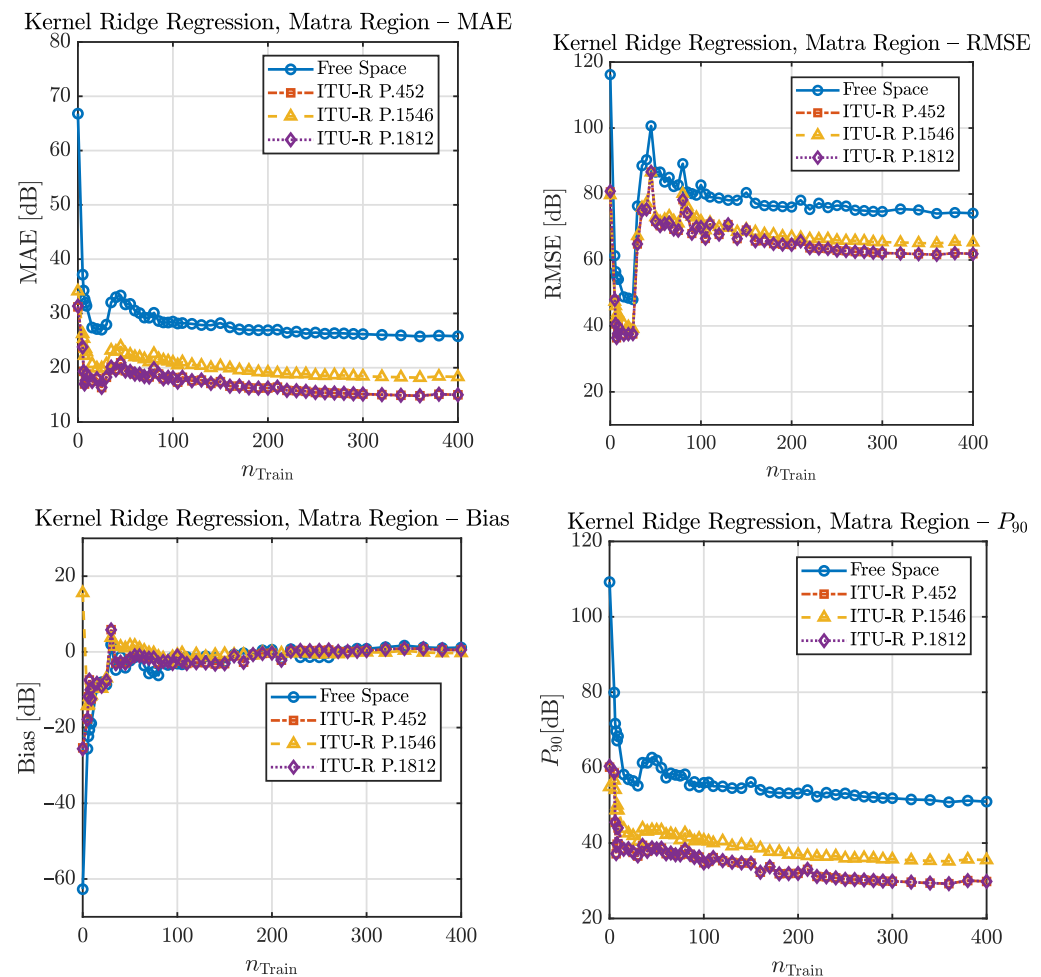 Kernel Ridge Regression, Matra Region – MAE
80
70
60
50
40
30
20
10
MAE [dB]
Free Space
ITU-R P.452
ITU-R P.1546
ITU-R P.1812
0
100
200
300
400
nTrain
Kernel Ridge Regression, Matra Region – RMSE
120
100
80
60
40
20
RMSE [dB]
Free Space
ITU-R P.452
ITU-R P.1546
ITU-R P.1812
0
100
200
300
400
nTrain
Kernel Ridge Regression, Matra Region – Bias
20
0
−20
−40
−60
Bias [dB]
Free Space
ITU-R P.452
ITU-R P.1546
ITU-R P.1812
0
100
200
300
400
nTrain
Kernel Ridge Regression, Matra Region – P90
120
100
80
60
40
20
P90[dB]
Free Space
ITU-R P.452
ITU-R P.1546
ITU-R P.1812
0
100
200
300
400
nTrain